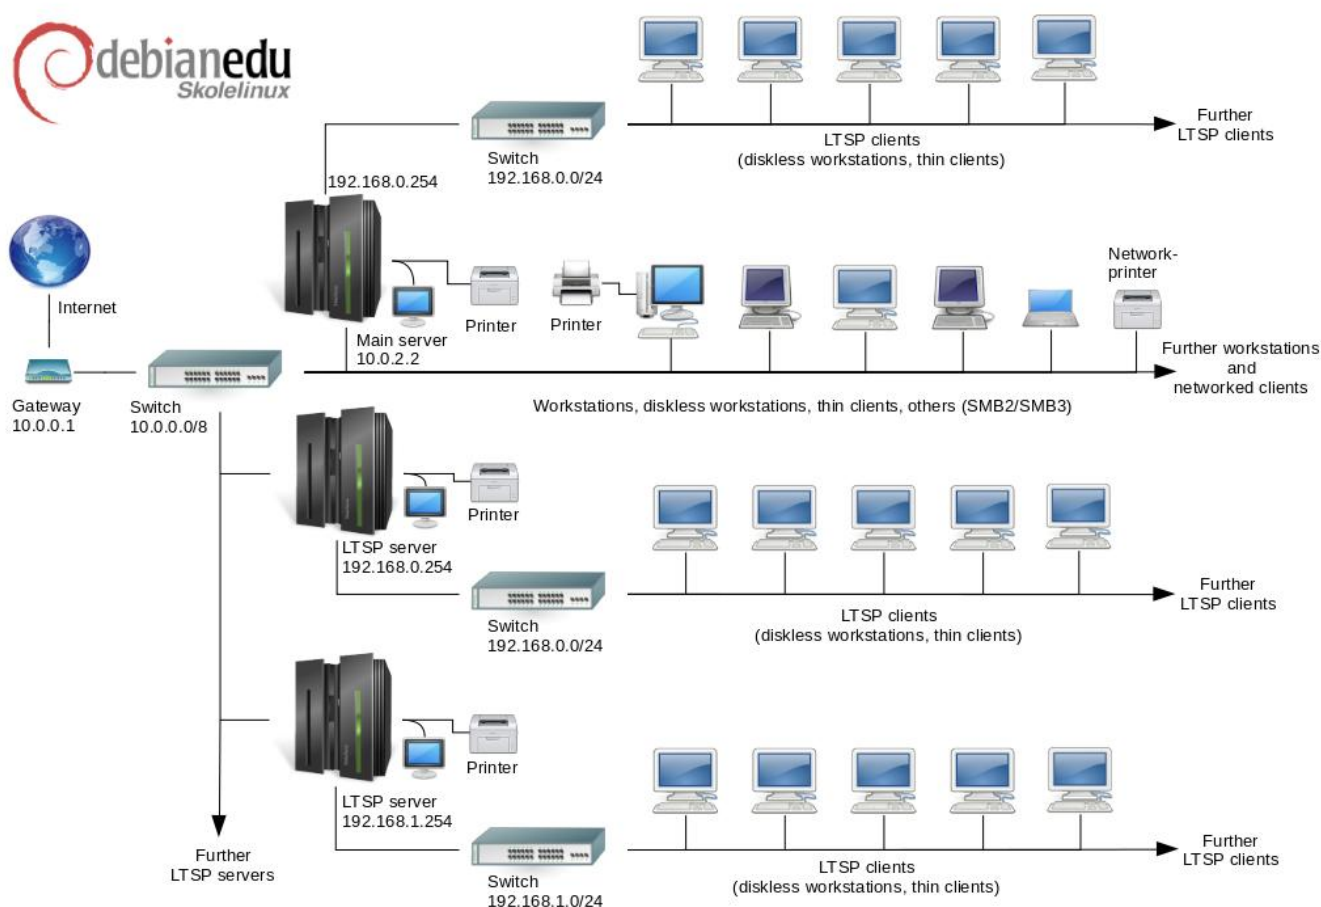 debianedu
Skolelinux
Further
LTSP clients
LTSP clients
(diskless workstations, thin clients)
Switch
192.168.0.0/24
192.168.0.254
Internet
Network-
printer
Printer
Printer
Main server
10.0.2.2
Further workstations
and
networked clients
Gateway
10.0.0.1
Switch
10.0.0.0/8
Workstations, diskless workstations, thin clients, others (SMB2/SMB3)
Printer
LTSP server
192.168.0.254
Switch
192.168.0.0/24
LTSP clients
(diskless workstations, thin clients)
Further
LTSP clients
Printer
LTSP server
192.168.1.254
Further
LTSP servers
Switch
192.168.1.0/24
LTSP clients
(diskless workstations, thin clients)
Further
LTSP clients